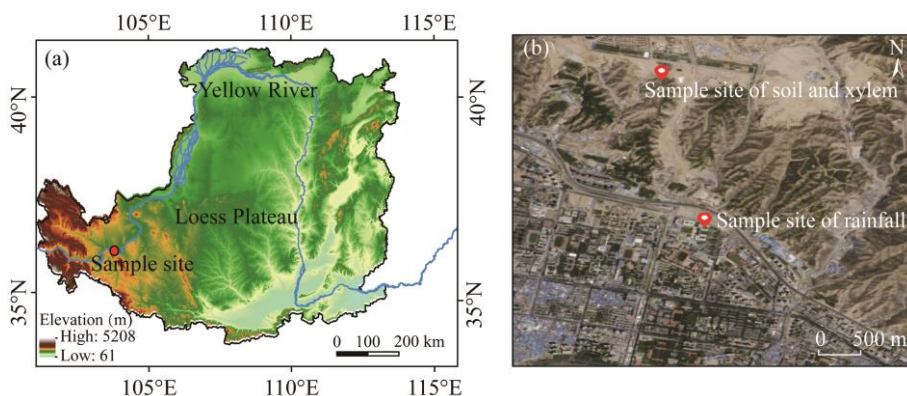 105°E 110°E 115°E
(a)
40°N
40°N
Yellow River
Loess Plateau
Sample site
35°N
35°N
Elevation (m)
High: 5208
Low: 61
0 100 200 km
105°E 110°E 115°E
(b)
N
Sample site of soil and xylem
Sample site of rainfall
0 500 m